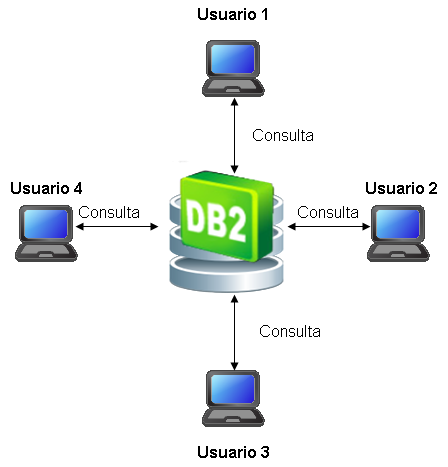 Usuario 1
Consulta
Usuario 4
Consulta
DB2
Consulta
Usuario 2
Consulta
Usuario 3